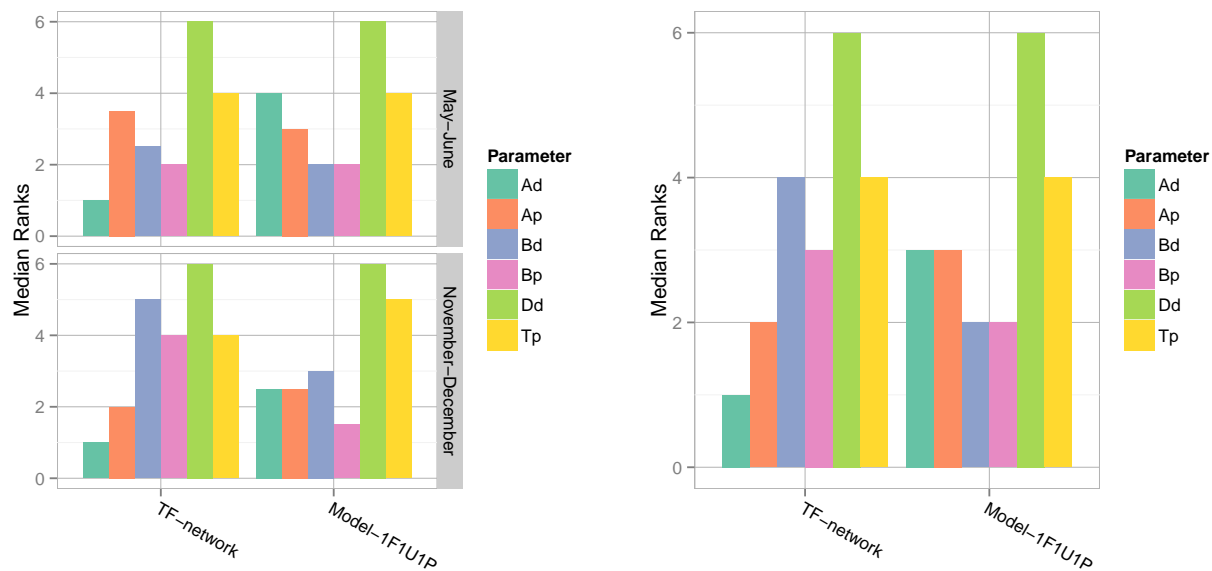 Median Ranks
6
4
2
0
May–June
6
4
2
0
November–December
TF–network
Model–1F1U1P
Parameter
Ad
Ap
Bd
Bp
Dd
Tp
Median Ranks
6
4
2
0
TF–network
Model–1F1U1P
Parameter
Ad
Ap
Bd
Bp
Dd
Tp